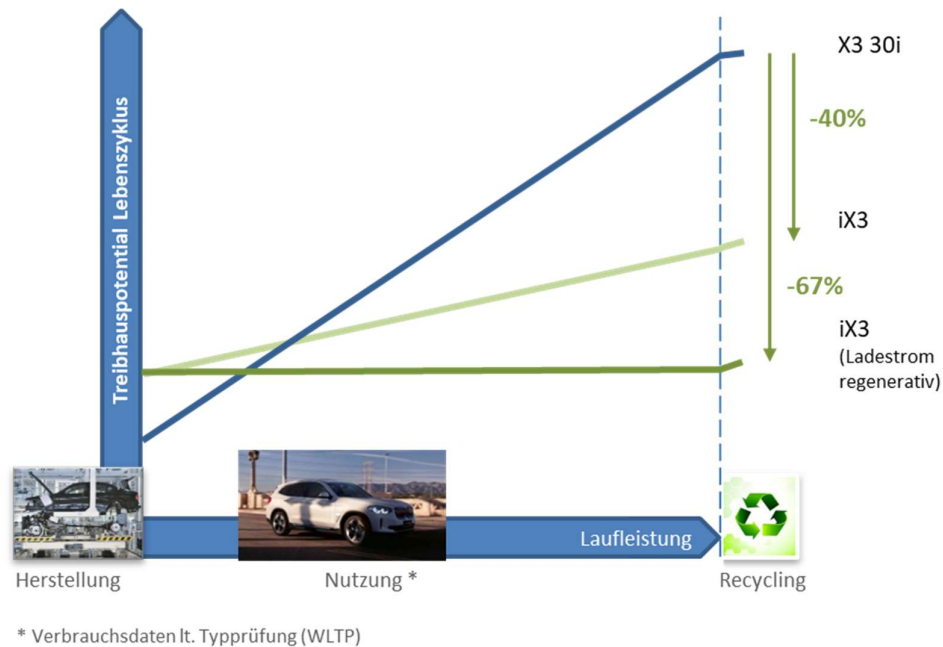 Treibhauspotential Lebenszyklus
X3 30i
-40%
iX3
-67%
iX3
(Ladestrom
regenerativ)
Laufleistung
Herstellung
Nutzung *
Recycling
* Verbrauchsdaten lt. Typprüfung (WLTP)